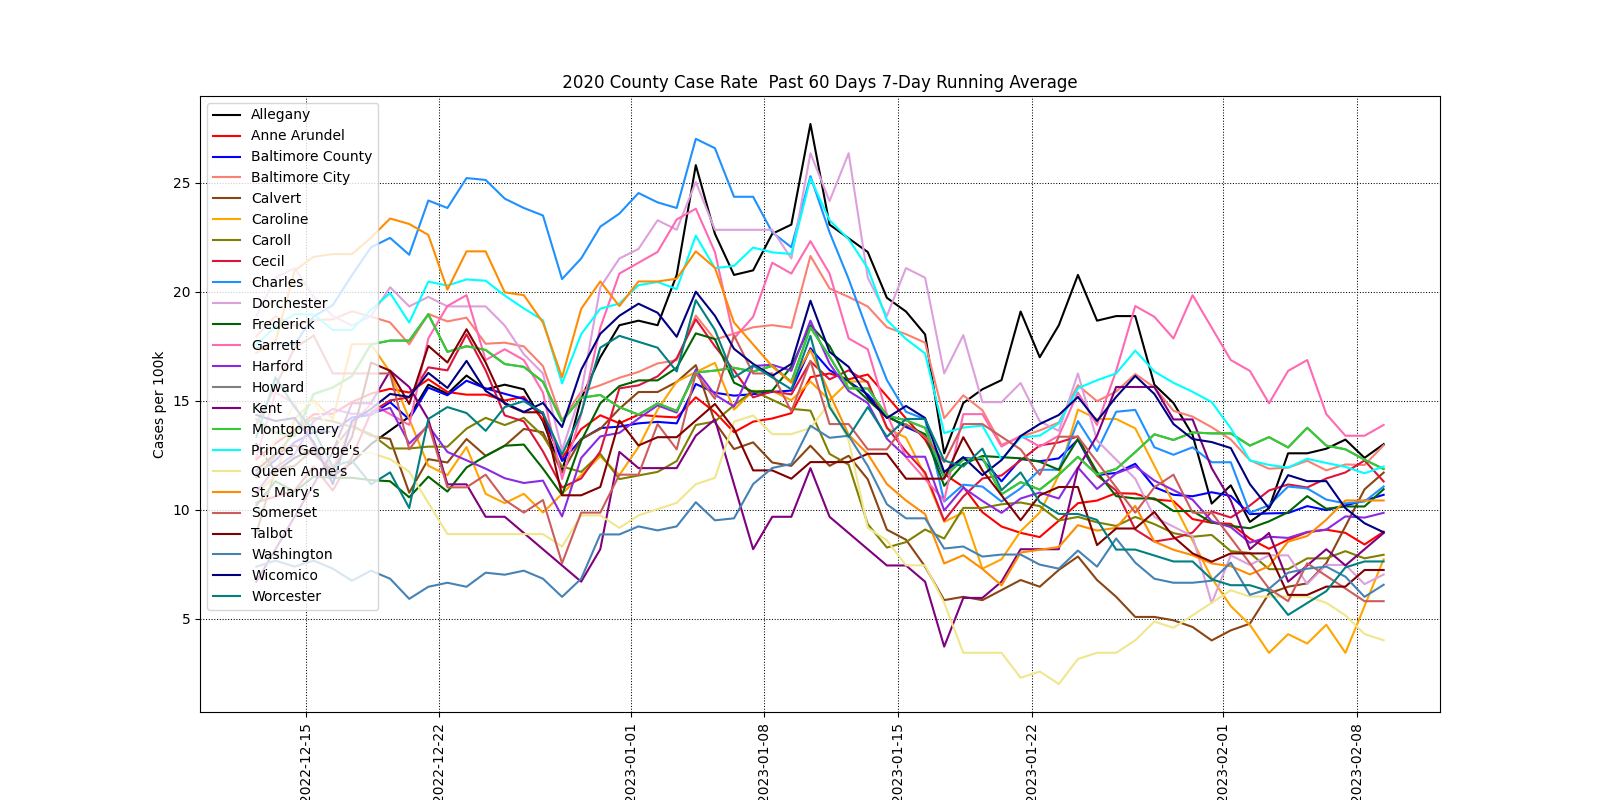 2020 County Case Rate  Past 60 Days 7-Day Running Average
Cases per 100k
25
20
15
10
5
Allegany
Anne Arundel
Baltimore County
Baltimore City
Calvert
Caroline
Caroll
Cecil
Charles
Dorchester
Frederick
Garrett
Harford
Howard
Kent
Montgomery
Prince George's
Queen Anne's
St. Mary's
Somerset
Talbot
Washington
Wicomico
Worcester
2022-12-15
2022-12-22
2023-01-01
2023-01-08
2023-01-15
2023-01-22
2023-02-01
2023-02-08